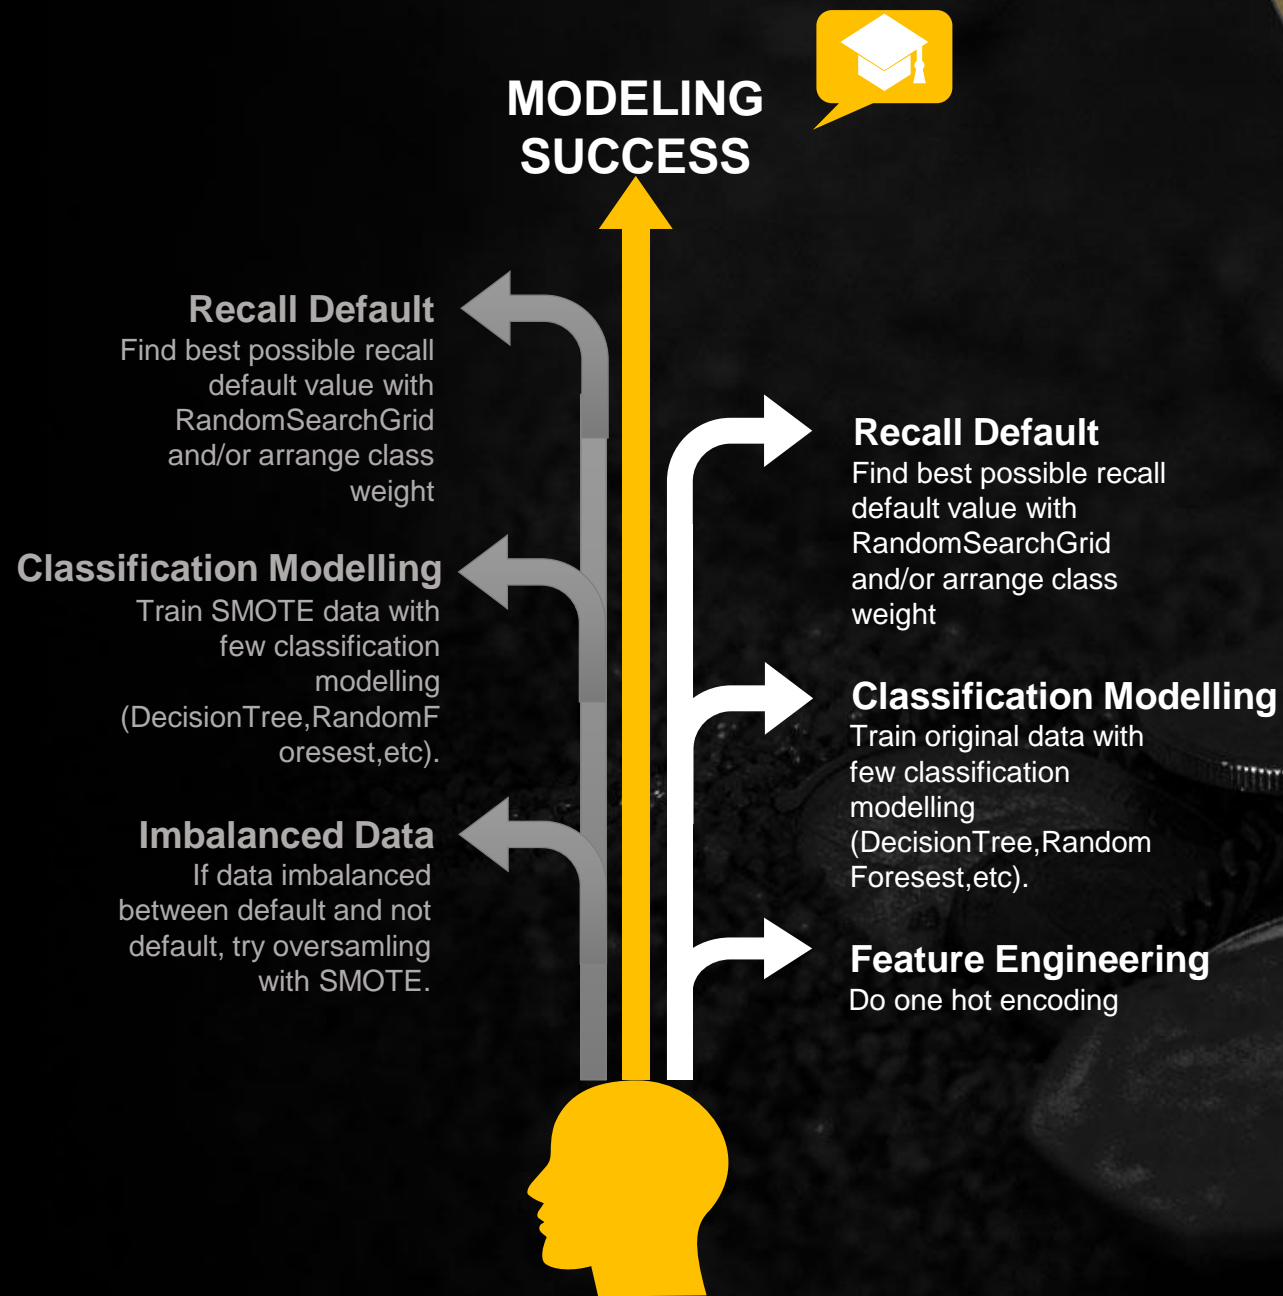 MODELING
SUCCESS
Recall Default
Find best possible recall
default value with
RandomSearchGrid
and/or arrange class
weight
Classification Modelling
Train SMOTE data with
few classification
modelling
(DecisionTree,RandomF
oresest,etc).
Imbalanced Data
If data imbalanced
between default and not
default, try oversamling
with SMOTE.
Recall Default
Find best possible recall
default value with
RandomSearchGrid
and/or arrange class
weight
Classification Modelling
Train original data with
few classification
modelling
(DecisionTree,Random
Foresest,etc).
Feature Engineering
Do one hot encoding